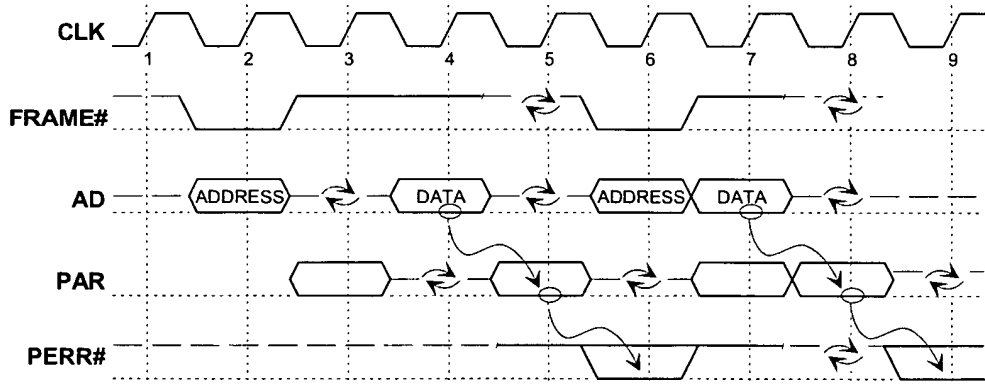 CLK
1 2 3 4 5 6 7 8 9
FRAME#
AD ADDRESS DATA ADDRESS DATA
PAR
PERR#